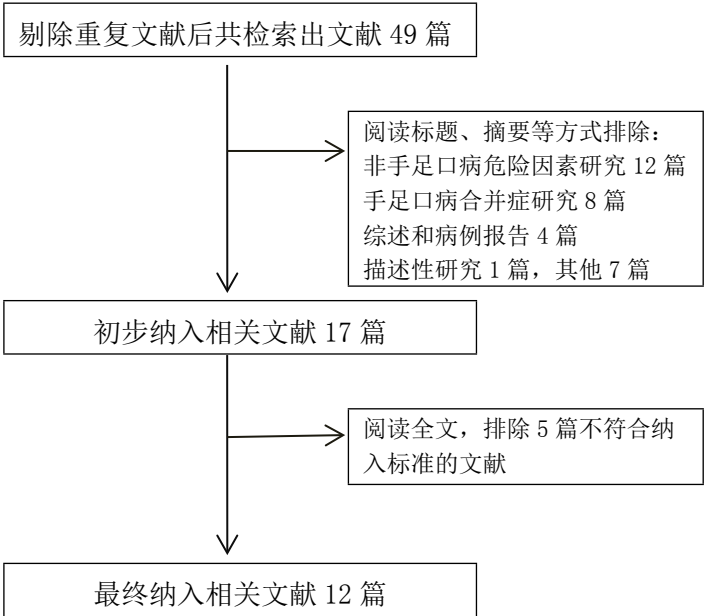 剔除重复文献后共检索出文献 49 篇
阅读标题、摘要等方式排除：
非手足口病危险因素研究 12 篇
手足口病合并症研究 8 篇
综述和病例报告 4 篇
描述性研究 1 篇，其他 7 篇
初步纳入相关文献 17 篇
阅读全文，排除 5 篇不符合纳
入标准的文献
最终纳入相关文献 12 篇